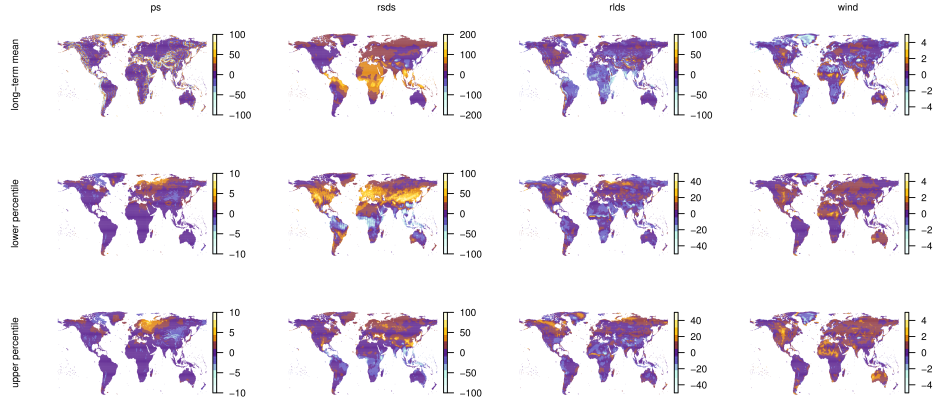 ps rsds rlds wind
long−term mean
100 50 0 −50 −100
200 100 0 −100 −200
100 50 0 −50 −100
4 2 0 −2 −4
lower percentile
10 5 0 −5 −10
100 50 0 −50 −100
40 20 0 −20 −40
4 2 0 −2 −4
upper percentile
10 5 0 −5 −10
100 50 0 −50 −100
40 20 0 −20 −40
4 2 0 −2 −4